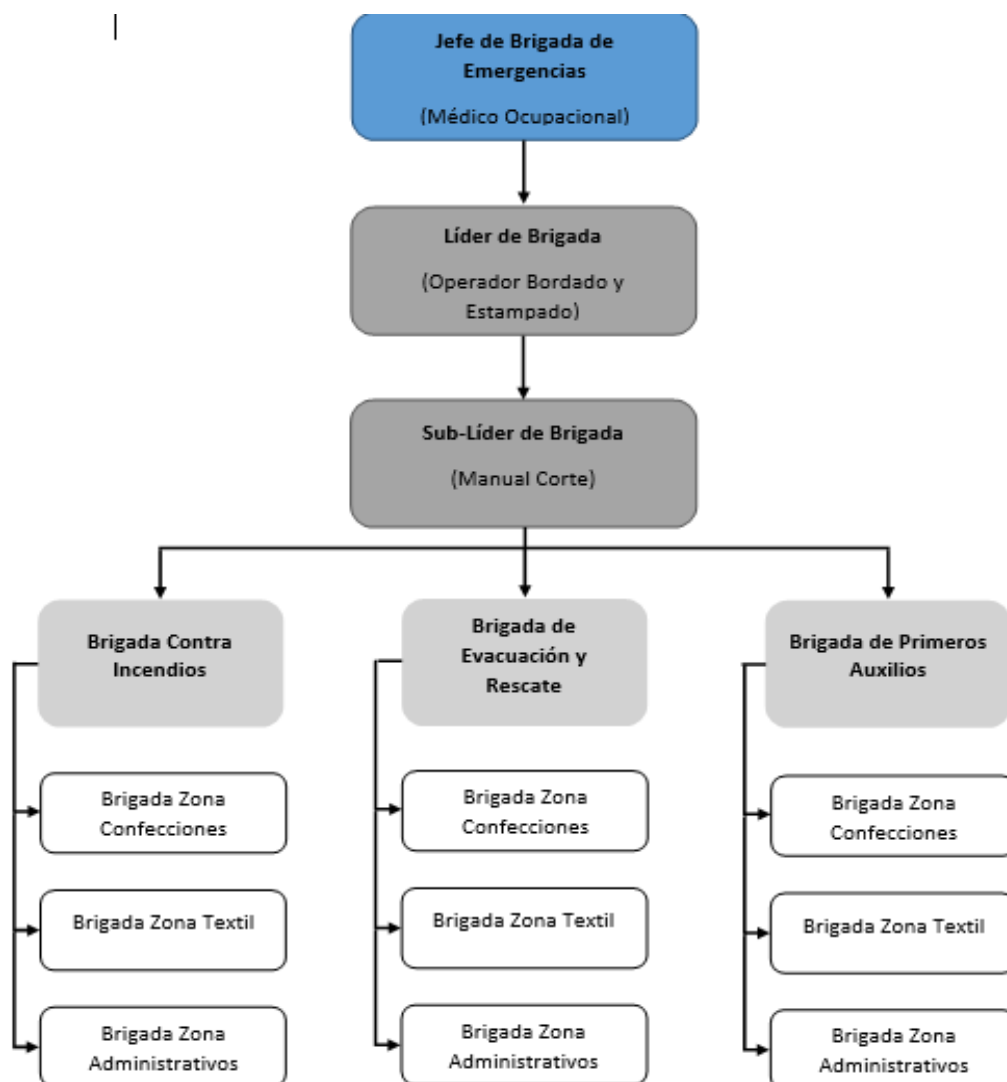 Jefe de Brigada de
Emergencias
(Médico Ocupacional)
Líder de Brigada
(Operador Bordado y
Estampado)
Sub-Líder de Brigada
(Manual Corte)
Brigada Contra
Incendios
Brigada Zona
Confecciones
Brigada Zona Textil
Brigada Zona
Administrativos
Brigada de
Evacuación y
Rescate
Brigada Zona
Confecciones
Brigada Zona Textil
Brigada Zona
Administrativos
Brigada de Primeros
Auxilios
Brigada Zona
Confecciones
Brigada Zona Textil
Brigada Zona
Administrativos